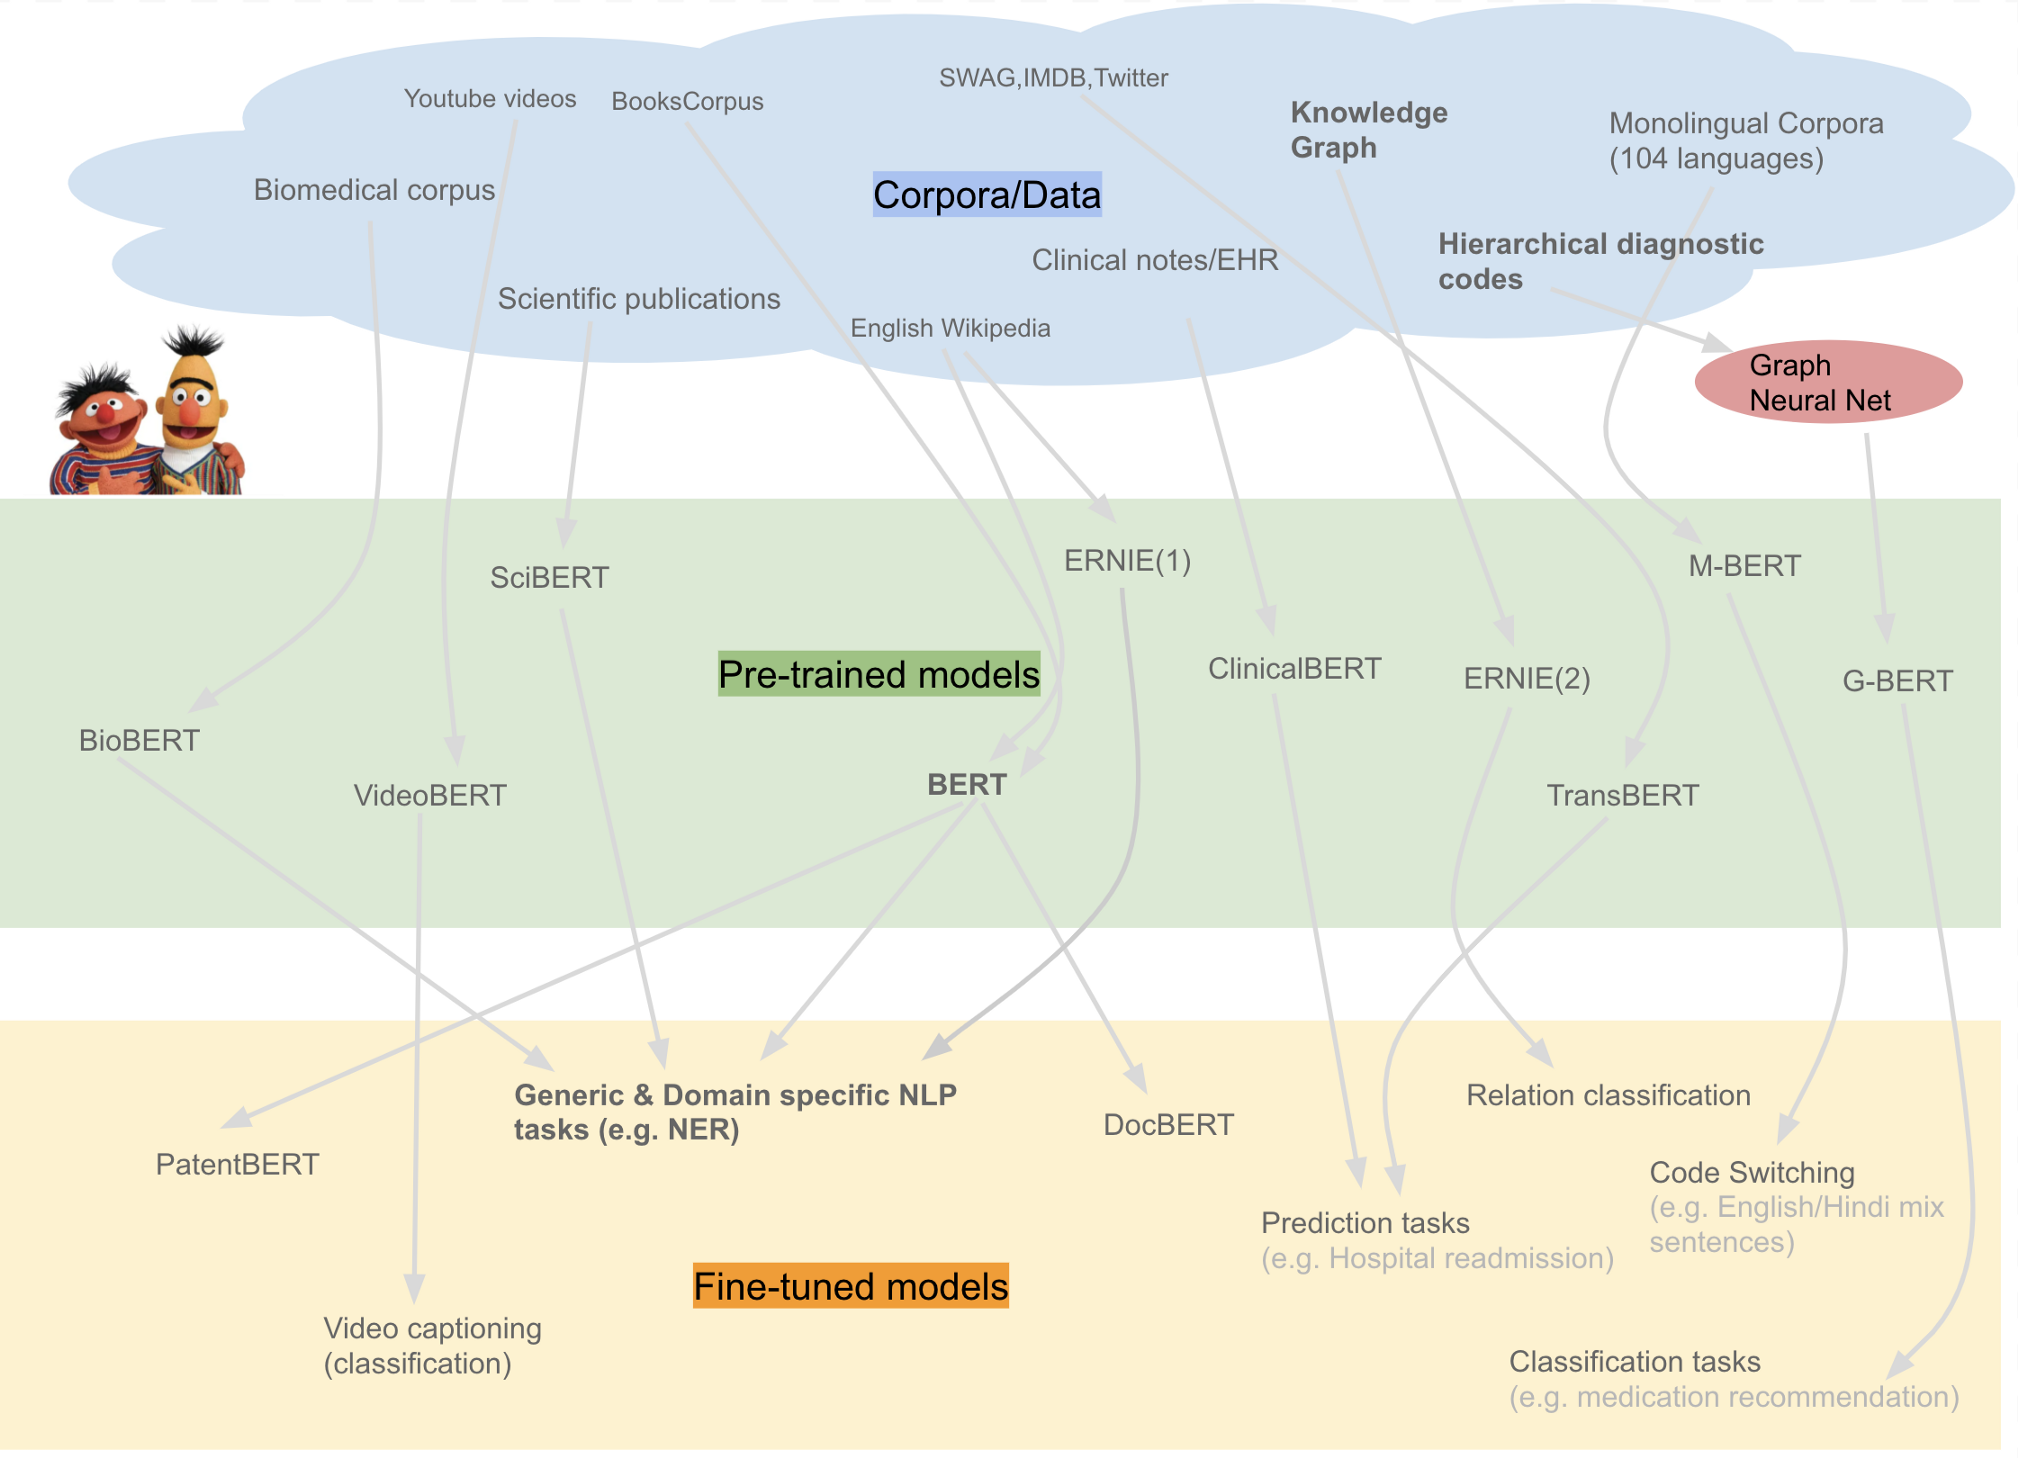 SWAG,IMDB,Twitter
Youtube videos
BooksCorpus
Knowledge
Graph
Monolingual Corpora
(104 languages)
Biomedical corpus
Corpora/Data
Hierarchical diagnostic
codes
Clinical notes/EHR
Scientific publications
English Wikipedia
Graph
Neural Net
ERNIE(1)
M-BERT
SciBERT
Pre-trained models
ClinicalBERT
ERNIE(2)
G-BERT
BioBERT
VideoBERT
BERT
TransBERT
Generic & Domain specific NLP
tasks (e.g. NER)
Relation classification
DocBERT
PatentBERT
Code Switching
(e.g. English/Hindi mix
sentences)
Prediction tasks
(e.g. Hospital readmission)
Fine-tuned models
Video captioning
(classification)
Classification tasks
(e.g. medication recommendation)